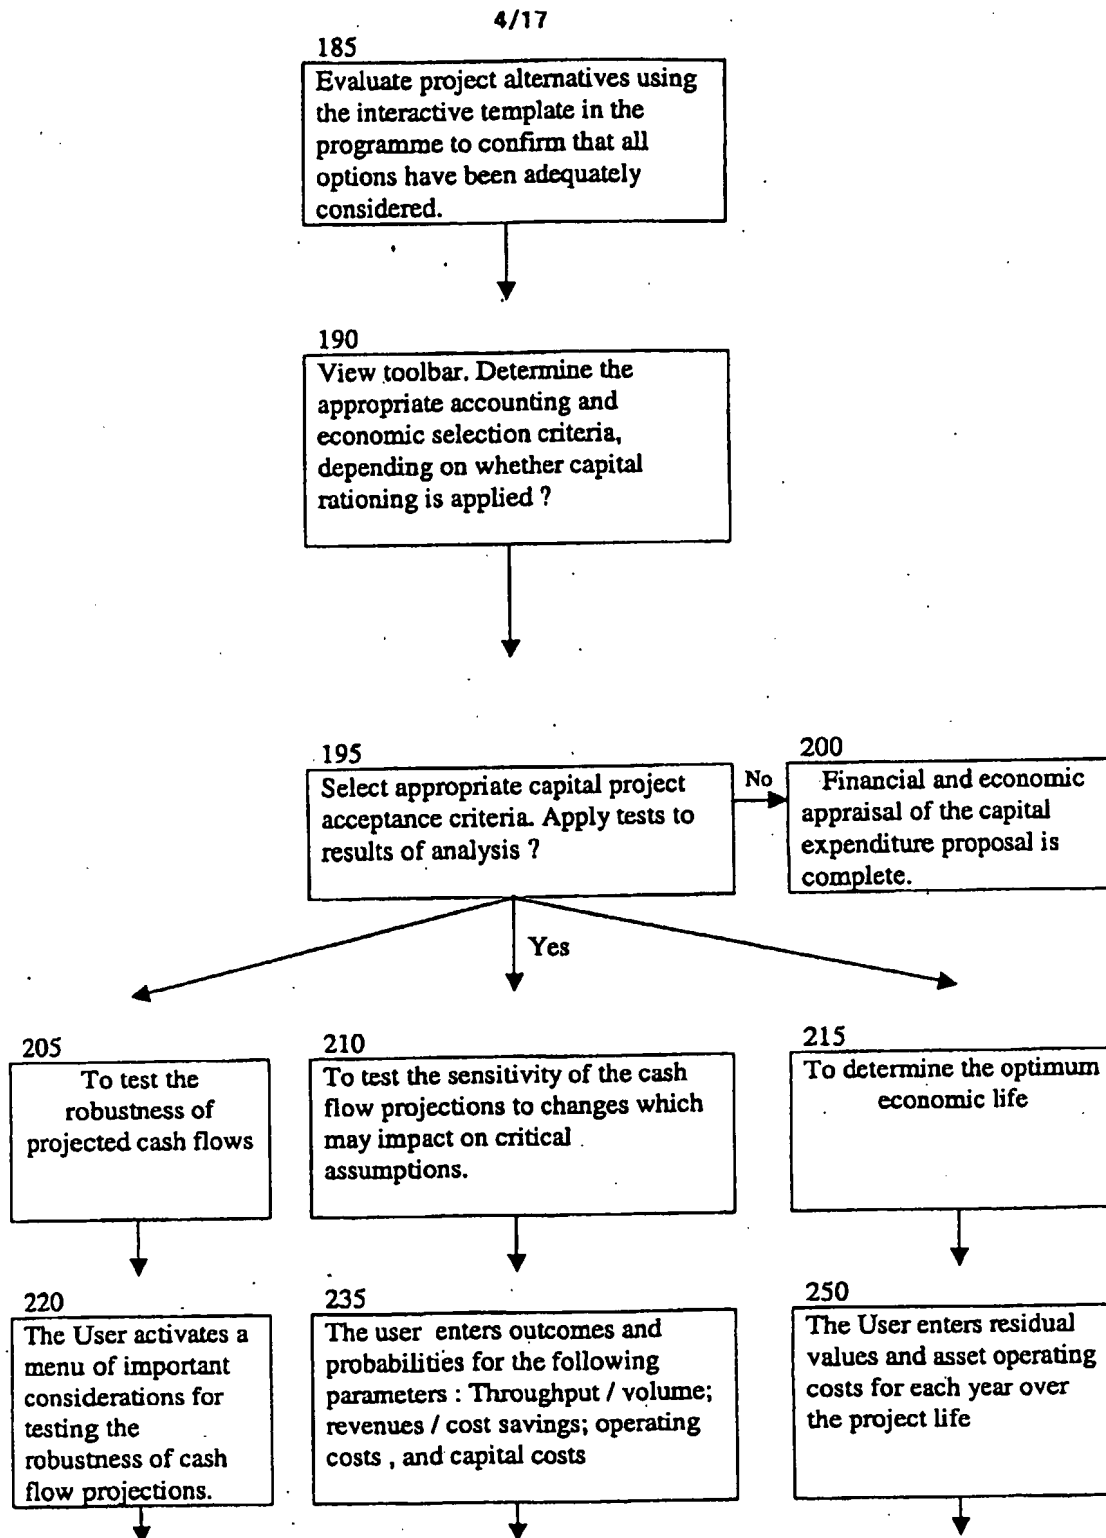 4/17
185
Evaluate project alternatives using
the interactive template in the
programme to confirm that all
options have been adequately
considered.
190
View toolbar. Determine the
appropriate accounting and
economic selection criteria,
depending on whether capital
rationing is applied ?
195
Select appropriate capital project
acceptance criteria. Apply tests to
results of analysis ?
No
200
Financial and economic
appraisal of the capital
expenditure proposal is
complete.
Yes
205
To test the
robustness of
projected cash flows
210
To test the sensitivity of the cash
flow projections to changes which
may impact on critical
assumptions.
215
To determine the optimum
economic life
220
The User activates a
menu of important
considerations for
testing the
robustness of cash
flow projections.
235
The user enters outcomes and
probabilities for the following
parameters : Throughput / volume;
revenues / cost savings; operating
costs , and capital costs
250
The User enters residual
values and asset operating
costs for each year over
the project life